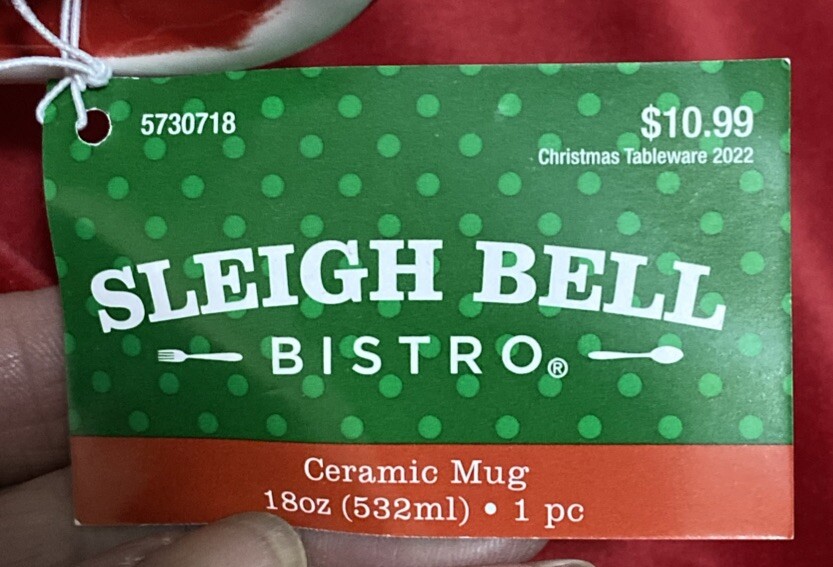 5730718
$10.99
Christmas Tableware 2022
SLEIGH BELL
BISTRO®
Ceramic Mug
18oz (532ml) • 1 pc